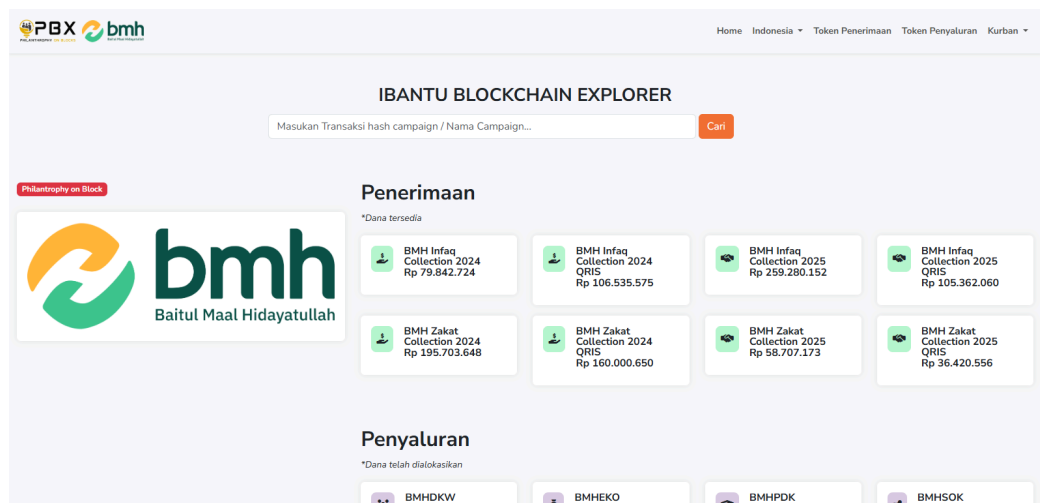 PBX
PHILANTHROPHY ON BLOCK
bmh
Baitul Maal Hidayatullah
Home Indonesia Token Penerimaan Token Penyaluran Kurban
IBANTU BLOCKCHAIN EXPLORER
Masukan Transaksi hash campaign / Nama Campaign... Cari
Philantrophy on Block
bmh
Baitul Maal Hidayatullah
Penerimaan
*Dana tersedia
BMH Infaq
Collection 2024
Rp 79.842.724
BMH Infaq
Collection 2024
QRIS
Rp 106.535.575
BMH Infaq
Collection 2025
Rp 259.280.152
BMH Infaq
Collection 2025
QRIS
Rp 105.362.060
BMH Zakat
Collection 2024
Rp 195.703.648
BMH Zakat
Collection 2024
QRIS
Rp 160.000.650
BMH Zakat
Collection 2025
Rp 58.707.173
BMH Zakat
Collection 2025
QRIS
Rp 36.420.556
Penyaluran
*Dana telah dialokasikan
BMHDKW
BMHEKO
BMHPDK
BMHSOK